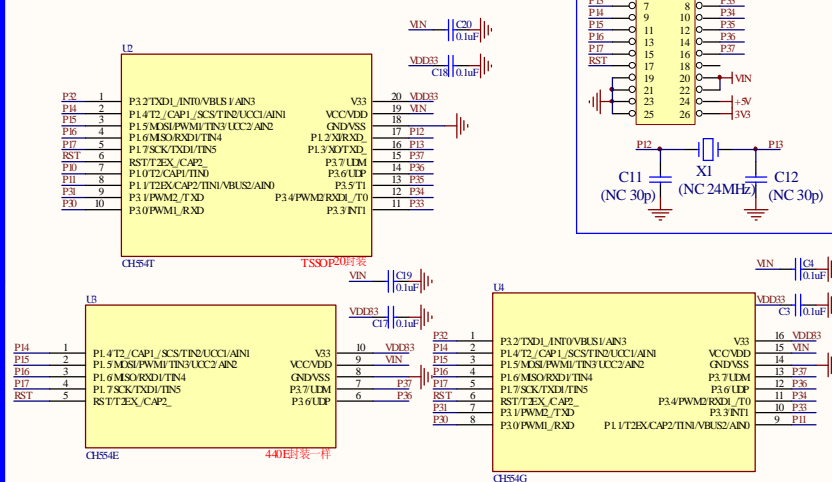 VIN
C20
0.1uF
VDD33
C18
0.1uF
U2
P32 1 P3.2/TXD1_/INT0/VBUS1/AIN3 V33 20 VDD33
P14 2 P1.4/T2_/CAP1_/SCS/TIN2/UCC1/AIN1 VCC/VDD 19 VIN
P15 3 P1.5/MOSI/PWM1/TIN3/UCC2/AIN2 GND/VSS 18
P16 4 P1.6/MISO/RXD1/TIN4 P1.2/XI/RXD_ 17 P12
P17 5 P1.7/SCK/TXD1/TIN5 P1.3/XO/TXD_ 16 P13
RST 6 RST/T2EX_/CAP2_ P3.7/UDM 15 P37
P10 7 P1.0/T2/CAP1/TIN0 P3.6/UDP 14 P36
P11 8 P1.1/T2EX/CAP2/TIN1/VBUS2/AIN0 P3.5/T1 13 P35
P31 9 P3.1/PWM2_/TXD P3.4/PWM2/RXD1_/T0 12 P34
P30 10 P3.0/PWM1_/RXD P3.3/INT1 11 P33
CH554T
TSSOP20封装
P13 7 8 P33
P14 9 10 P34
P15 11 12 P35
P16 13 14 P36
P17 15 16 P37
RST 17 18
19 20 VIN
21 22
23 24 +5V
25 26 3V3
P12
P13
C11
(NC 30p)
X1
(NC 24MHz)
C12
(NC 30p)
VIN
C19
0.1uF
VDD33
C17
0.1uF
U3
P14 1 P1.4/T2_/CAP1_/SCS/TIN2/UCC1/AIN1 V33 10 VDD33
P15 2 P1.5/MOSI/PWM1/TIN3/UCC2/AIN2 VCC/VDD 9 VIN
P16 3 P1.6/MISO/RXD1/TIN4 GND/VSS 8
P17 4 P1.7/SCK/TXD1/TIN5 P3.7/UDM 7 P37
RST 5 RST/T2EX_/CAP2_ P3.6/UDP 6 P36
CH554E
440E封装一样
VIN
C4
0.1uF
VDD33
C3
0.1uF
U4
P32 1 P3.2/TXD1_/INT0/VBUS1/AIN3 V33 16 VDD33
P14 2 P1.4/T2_/CAP1_/SCS/TIN2/UCC1/AIN1 VCC/VDD 15 VIN
P15 3 P1.5/MOSI/PWM1/TIN3/UCC2/AIN2 GND/VSS 14
P16 4 P1.6/MISO/RXD1/TIN4 P3.7/UDM 13 P37
P17 5 P1.7/SCK/TXD1/TIN5 P3.6/UDP 12 P36
RST 6 RST/T2EX_/CAP2_ P3.4/PWM2/RXD1_/T0 11 P34
P31 7 P3.1/PWM2_/TXD P3.3/INT1 10 P33
P30 8 P3.0/PWM1_/RXD P1.1/T2EX/CAP2/TIN1/VBUS2/AIN0 9 P11
CH554G